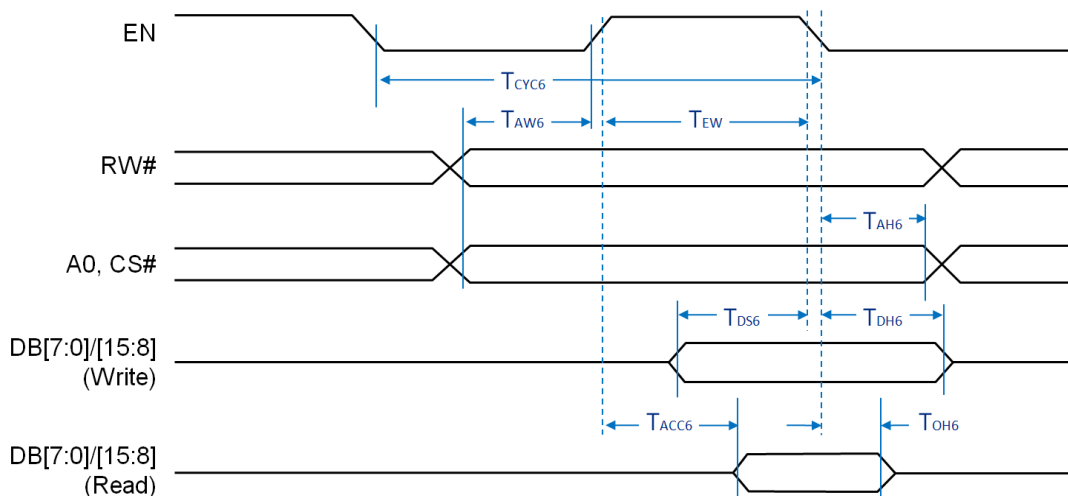 EN
TCYC6
TAW6
TEW
RW#
TAH6
A0, CS#
TDS6
TDH6
DB[7:0]/[15:8]
(Write)
TACC6
TOH6
DB[7:0]/[15:8]
(Read)